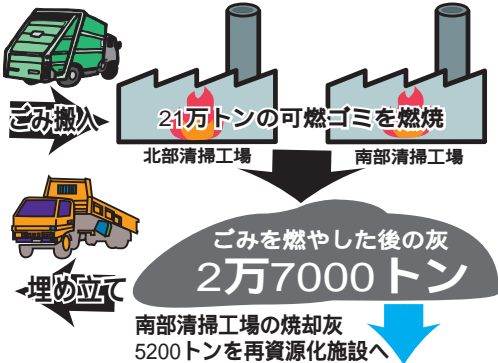 ごみ搬入
21万トンの可燃ゴミを燃焼
北部清掃工場
南部清掃工場
ごみを燃やした後の灰
2万7000トン
埋め立て
南部清掃工場の焼却灰
5200トンを再資源化施設へ